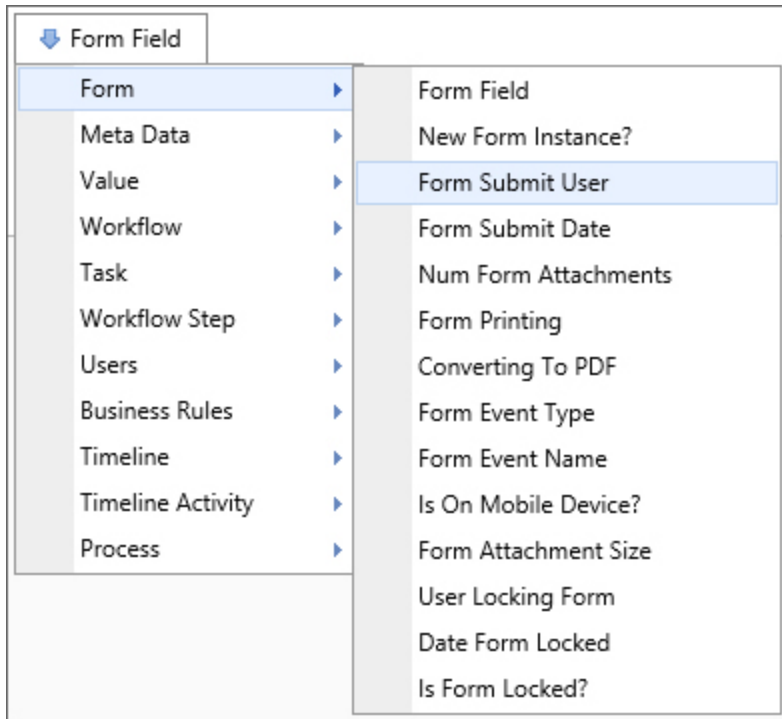 Form Field
Form
Meta Data
Value
Workflow
Task
Workflow Step
Users
Business Rules
Timeline
Timeline Activity
Process
Form Field
New Form Instance?
Form Submit User
Form Submit Date
Num Form Attachments
Form Printing
Converting To PDF
Form Event Type
Form Event Name
Is On Mobile Device?
Form Attachment Size
User Locking Form
Date Form Locked
Is Form Locked?